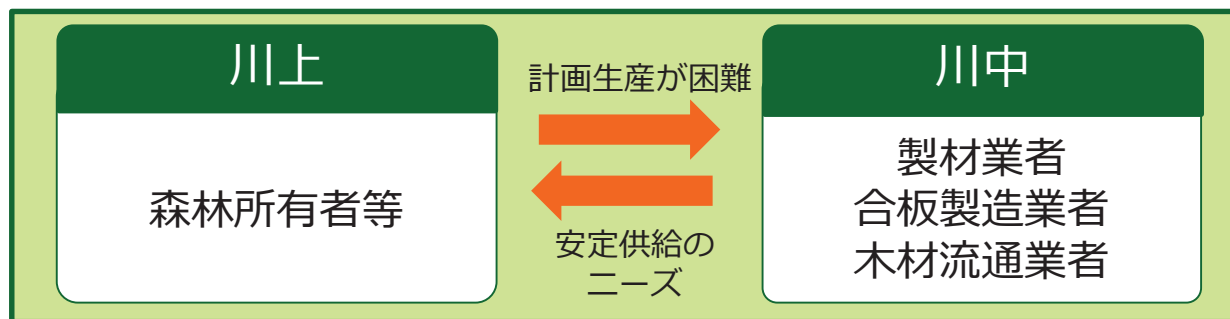 川上
森林所有者等
計画生産が困難
安定供給の
ニーズ
川中
製材業者
合板製造業者
木材流通業者